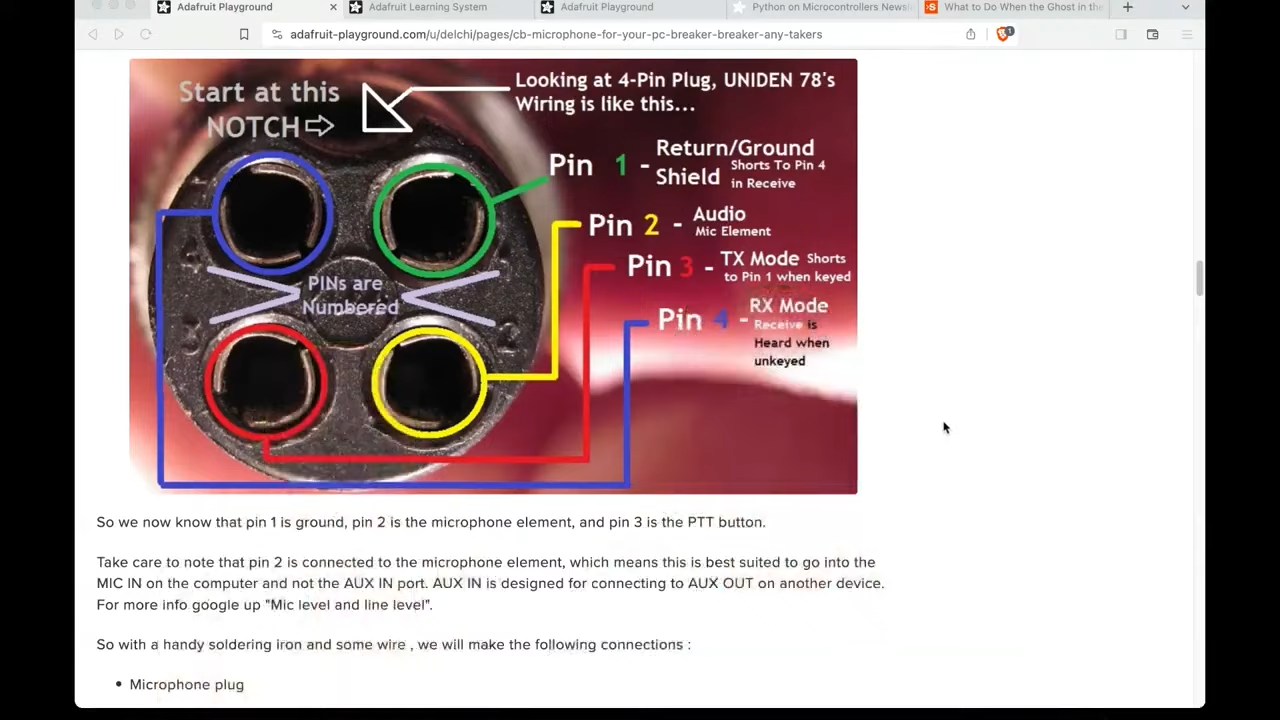 Adafruit Playground
Adafruit Learning System
Adafruit Playground
Python on Microcontrollers Newsl
What to Do When the Ghost in the
adafruit-playground.com/u/delchi/pages/cb-microphone-for-your-pc-breaker-breaker-any-takers
1
Start at this
NOTCH
Looking at 4-Pin Plug, UNIDEN 78's
Wiring is like this...
Pin 1 - Return/Ground
Shield Shorts To Pin 4
in Receive
Pin 2 - Audio
Mic Element
Pin 3 - TX Mode Shorts
to Pin 1 when keyed
Pin 4 - RX Mode
Receive is
Heard when
unkeyed
PINs are
Numbered
3
2
So we now know that pin 1 is ground, pin 2 is the microphone element, and pin 3 is the PTT button.
Take care to note that pin 2 is connected to the microphone element, which means this is best suited to go into the
MIC IN on the computer and not the AUX IN port. AUX IN is designed for connecting to AUX OUT on another device.
For more info google up "Mic level and line level".
So with a handy soldering iron and some wire , we will make the following connections :
• Microphone plug